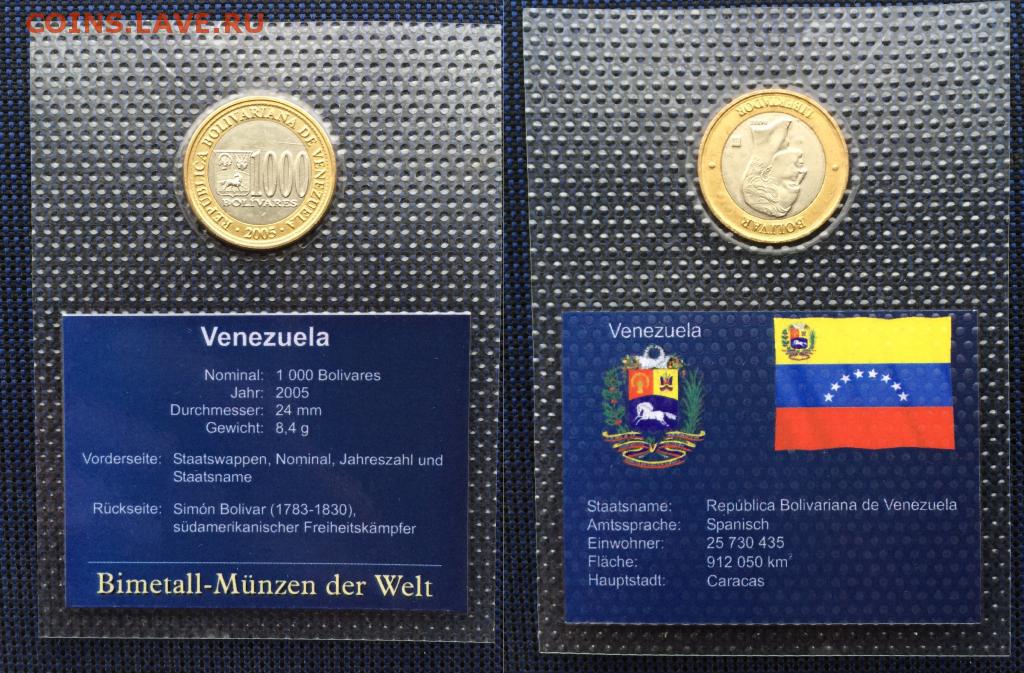 COINS.LAVE.RU
REPÚBLICA BOLIVARIANA DE VENEZUELA
1000
BOLÍVARES
· 2005 ·
Venezuela
Nominal: 1 000 Bolivares
Jahr: 2005
Durchmesser: 24 mm
Gewicht: 8,4 g
Vorderseite: Staatswappen, Nominal, Jahreszahl und
Staatsname
Rückseite: Simón Bolivar (1783-1830),
südamerikanischer Freiheitskämpfer
Bimetall-Münzen der Welt
BOLÍVAR
LIBERTADOR
Venezuela
Staatsname: República Bolivariana de Venezuela
Amtssprache: Spanisch
Einwohner: 25 730 435
Fläche: 912 050 km²
Hauptstadt: Caracas